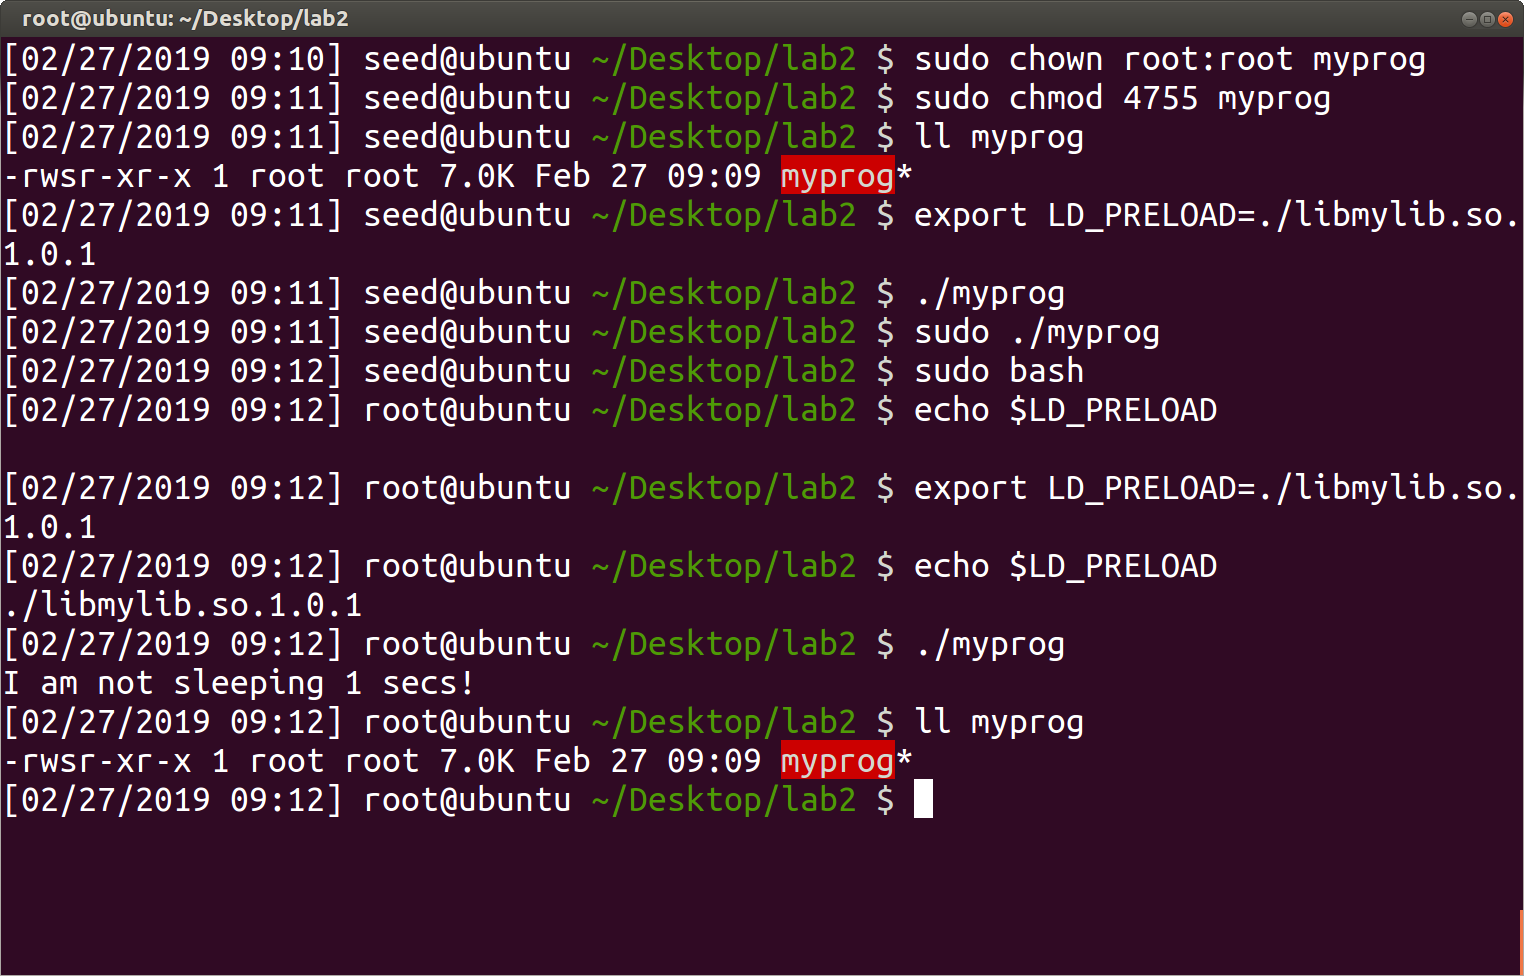 root@ubuntu: ~/Desktop/lab2
[02/27/2019 09:10] seed@ubuntu ~/Desktop/lab2 $ sudo chown root:root myprog
[02/27/2019 09:11] seed@ubuntu ~/Desktop/lab2 $ sudo chmod 4755 myprog
[02/27/2019 09:11] seed@ubuntu ~/Desktop/lab2 $ ll myprog
-rwsr-xr-x 1 root root 7.0K Feb 27 09:09 myprog*
[02/27/2019 09:11] seed@ubuntu ~/Desktop/lab2 $ export LD_PRELOAD=./libmylib.so.
1.0.1
[02/27/2019 09:11] seed@ubuntu ~/Desktop/lab2 $ ./myprog
[02/27/2019 09:11] seed@ubuntu ~/Desktop/lab2 $ sudo ./myprog
[02/27/2019 09:12] seed@ubuntu ~/Desktop/lab2 $ sudo bash
[02/27/2019 09:12] root@ubuntu ~/Desktop/lab2 $ echo $LD_PRELOAD

[02/27/2019 09:12] root@ubuntu ~/Desktop/lab2 $ export LD_PRELOAD=./libmylib.so.
1.0.1
[02/27/2019 09:12] root@ubuntu ~/Desktop/lab2 $ echo $LD_PRELOAD
./libmylib.so.1.0.1
[02/27/2019 09:12] root@ubuntu ~/Desktop/lab2 $ ./myprog
I am not sleeping 1 secs!
[02/27/2019 09:12] root@ubuntu ~/Desktop/lab2 $ ll myprog
-rwsr-xr-x 1 root root 7.0K Feb 27 09:09 myprog*
[02/27/2019 09:12] root@ubuntu ~/Desktop/lab2 $